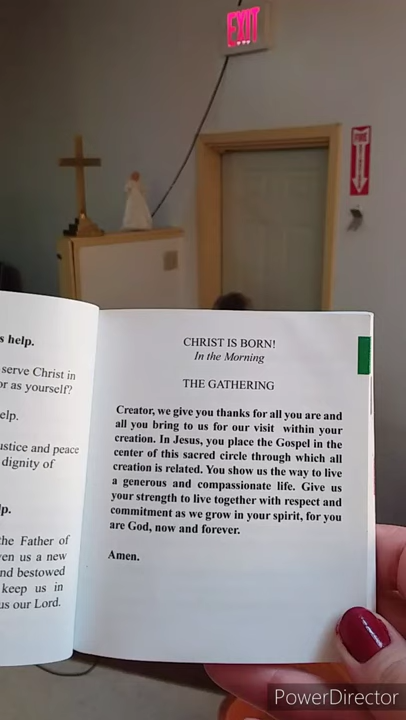 EXIT
FIRE
s help.
serve Christ in
or as yourself?
elp.
ustice and peace
dignity of
lp.
the Father of
ven us a new
nd bestowed
keep us in
us our Lord.
CHRIST IS BORN!
In the Morning
THE GATHERING
Creator, we give you thanks for all you are and
all you bring to us for our visit within your
creation. In Jesus, you place the Gospel in the
center of this sacred circle through which all
creation is related. You show us the way to live
a generous and compassionate life. Give us
your strength to live together with respect and
commitment as we grow in your spirit, for you
are God, now and forever.
Amen.
PowerDirector